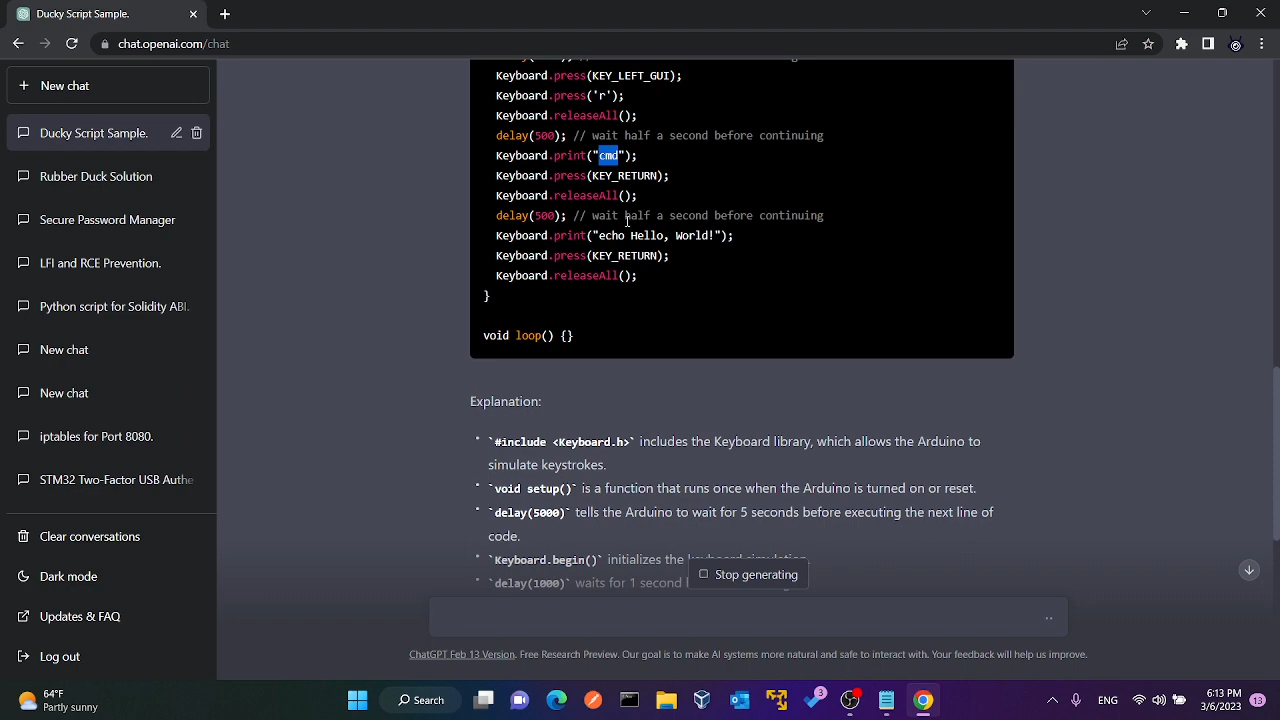 Ducky Script Sample.
chat.openai.com/chat
New chat
Ducky Script Sample.
Rubber Duck Solution
Secure Password Manager
LFI and RCE Prevention.
Python script for Solidity ABI.
New chat
New chat
iptables for Port 8080.
STM32 Two-Factor USB Authe
Clear conversations
Dark mode
Updates & FAQ
Log out
Keyboard.press(KEY_LEFT_GUI);
Keyboard.press('r');
Keyboard.releaseAll();
delay(500); // wait half a second before continuing
Keyboard.print("cmd");
Keyboard.press(KEY_RETURN);
Keyboard.releaseAll();
delay(500); // wait half a second before continuing
Keyboard.print("echo Hello, World!");
Keyboard.press(KEY_RETURN);
Keyboard.releaseAll();
}
void loop() {}
Explanation:
`#include <Keyboard.h>` includes the Keyboard library, which allows the Arduino to
simulate keystrokes.
`void setup()` is a function that runs once when the Arduino is turned on or reset.
`delay(5000)` tells the Arduino to wait for 5 seconds before executing the next line of
code.
`Keyboard.begin()` initializes the keyboard simulation.
`delay(1000)` waits for 1 second
Stop generating
ChatGPT Feb 13 Version. Free Research Preview. Our goal is to make AI systems more natural and safe to interact with. Your feedback will help us improve.
64°F
Partly sunny
Search
3
ENG
6:13 PM
3/6/2023
13